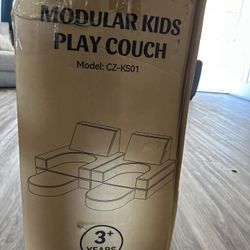 MODULAR KIDS
PLAY COUCH
Model: CZ-KS01
3+
YEARS